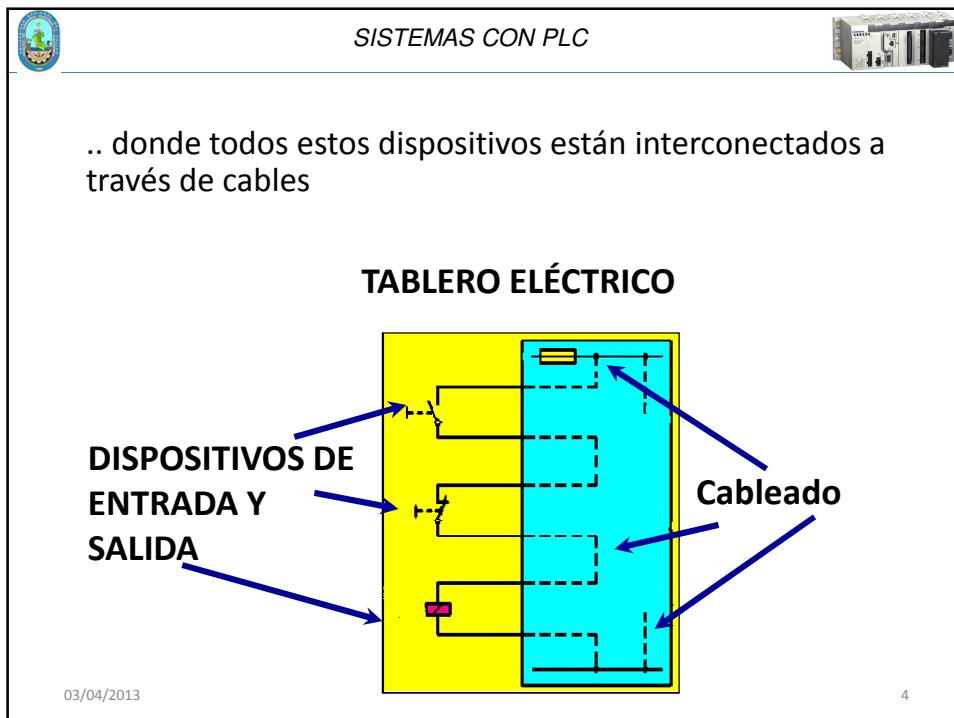 SISTEMAS CON PLC
.. donde todos estos dispositivos están interconectados a
través de cables
TABLERO ELÉCTRICO
DISPOSITIVOS DE
ENTRADA Y
SALIDA
Cableado
03/04/2013
4